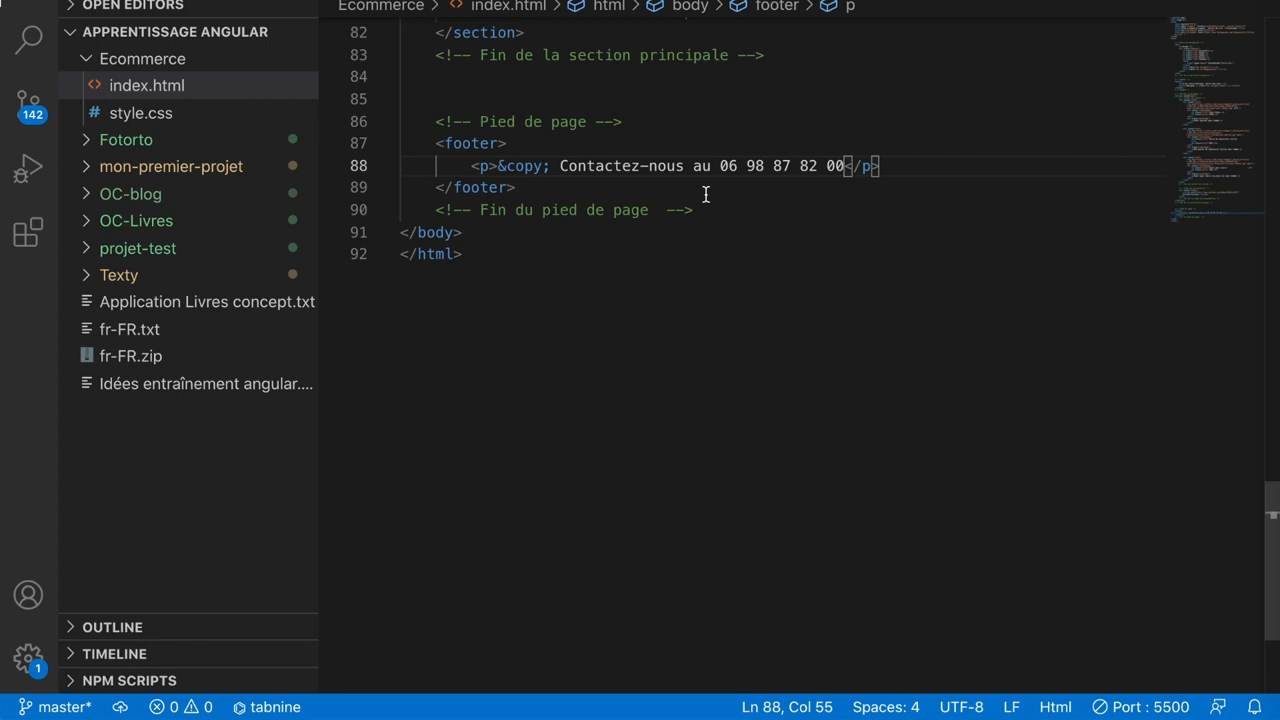 OPEN EDITORS
Ecommerce > index.html > html > body > footer > p
APPRENTISSAGE ANGULAR
Ecommerce
index.html
style.css
Fotorto
mon-premier-projet
OC-blog
OC-Livres
projet-test
Texty
Application Livres concept.txt
fr-FR.txt
fr-FR.zip
Idées entraînement angular....
142
82 </section>
83 <!-- Fin de la section principale -->
84
85
86 <!-- Pied de page -->
87 <footer>
88 <p>&copy; Contactez-nous au 06 98 87 82 00</p>
89 </footer>
90 <!-- Fin du pied de page -->
91 </body>
92 </html>
OUTLINE
TIMELINE
NPM SCRIPTS
1
master* 0 0 tabnine Ln 88, Col 55 Spaces: 4 UTF-8 LF Html Port : 5500